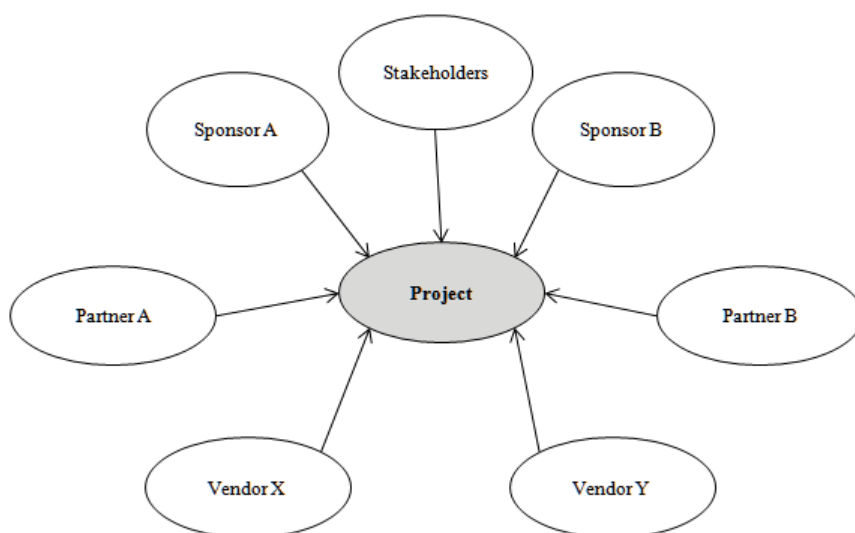 Stakeholders
Sponsor A
Sponsor B
Project
Partner A
Partner B
Vendor X
Vendor Y